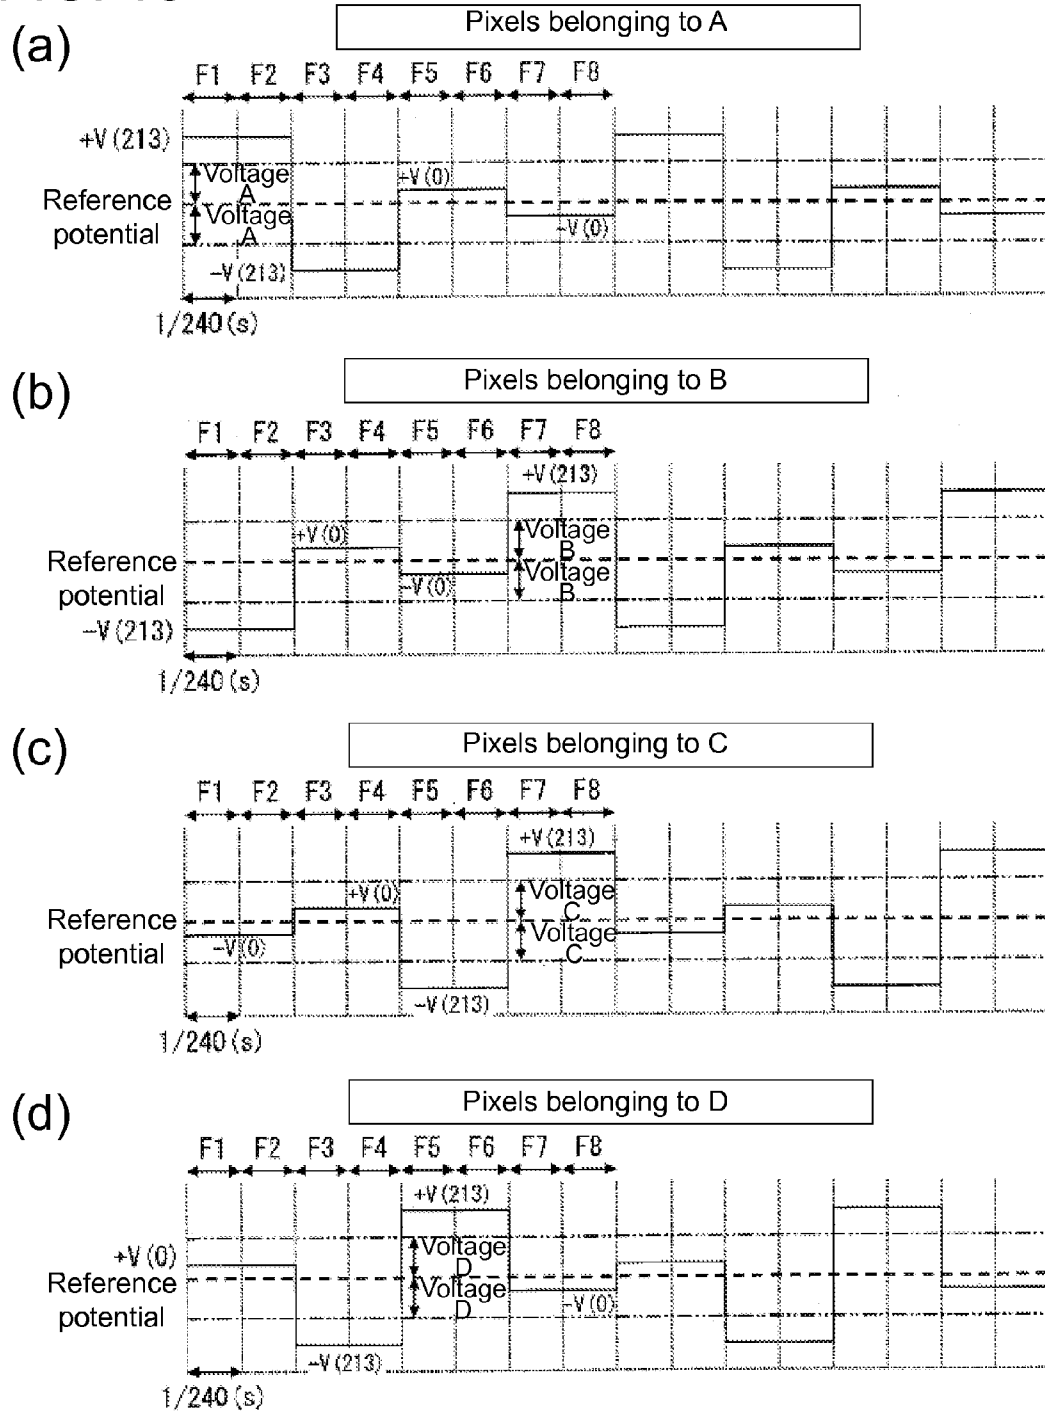 Pixels belonging to A
(a)
F1 F2 F3 F4 F5 F6 F7 F8
+V(213)
Voltage A
+V(0)
Reference potential
Voltage A
−V(0)
−V(213)
1/240(s)
Pixels belonging to B
(b)
F1 F2 F3 F4 F5 F6 F7 F8
+V(213)
+V(0)
Voltage B
Reference potential
Voltage B
−V(0)
−V(213)
1/240(s)
Pixels belonging to C
(c)
F1 F2 F3 F4 F5 F6 F7 F8
+V(213)
+V(0)
Voltage C
Reference potential
Voltage C
−V(0)
−V(213)
1/240(s)
Pixels belonging to D
(d)
F1 F2 F3 F4 F5 F6 F7 F8
+V(213)
+V(0)
Voltage D
Reference potential
Voltage D
−V(0)
−V(213)
1/240(s)